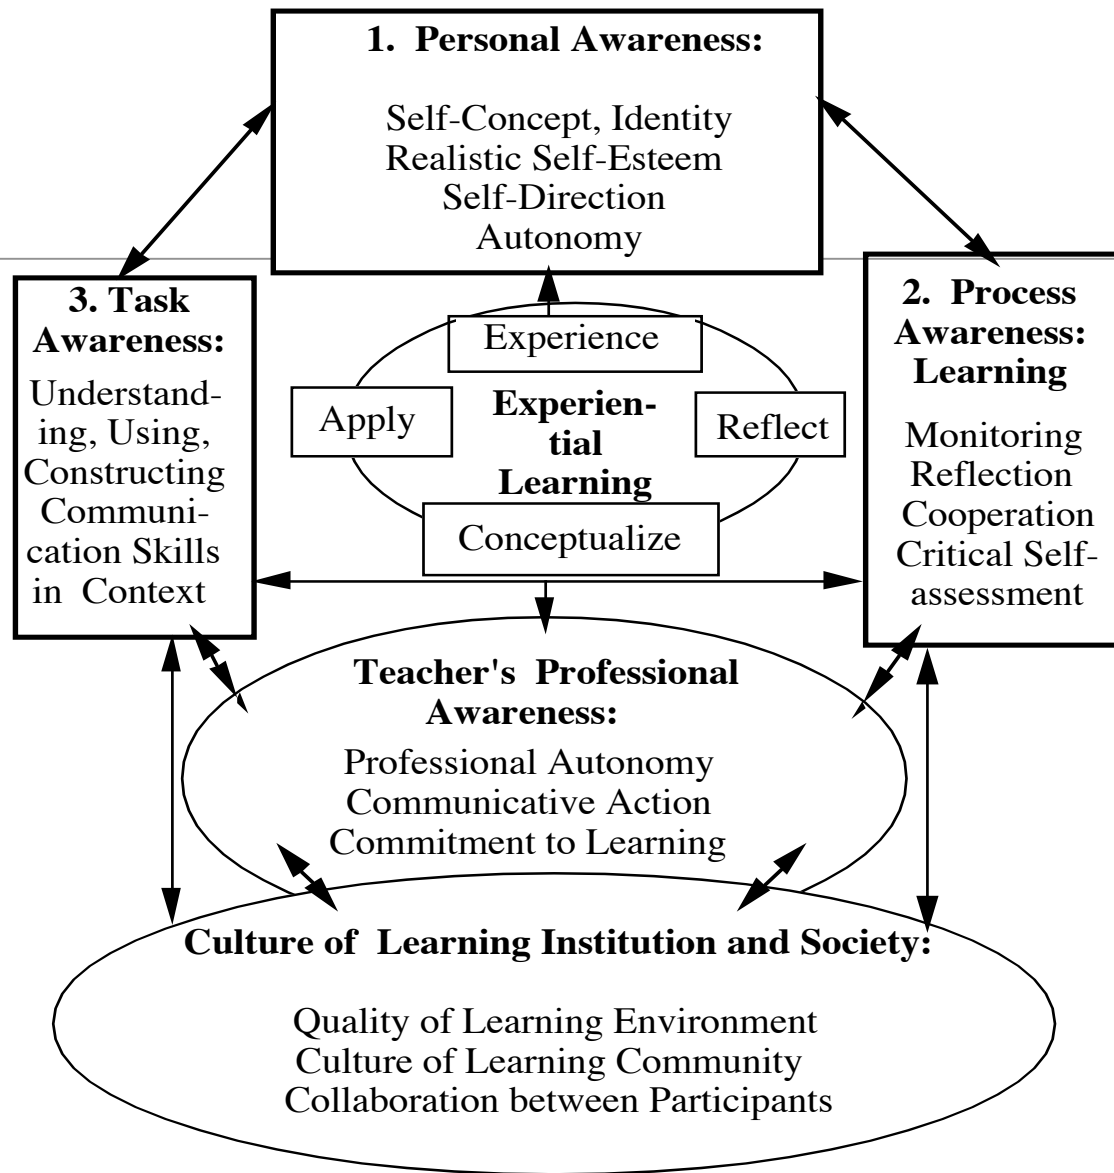 1. Personal Awareness:
Self-Concept, Identity
Realistic Self-Esteem
Self-Direction
Autonomy
3. Task
Awareness:
Understand-
ing, Using,
Constructing
Communi-
cation Skills
in Context
Experience
Apply
Experien-
tial
Learning
Reflect
Conceptualize
2. Process
Awareness:
Learning
Monitoring
Reflection
Cooperation
Critical Self-
assessment
Teacher's Professional
Awareness:
Professional Autonomy
Communicative Action
Commitment to Learning
Culture of Learning Institution and Society:
Quality of Learning Environment
Culture of Learning Community
Collaboration between Participants